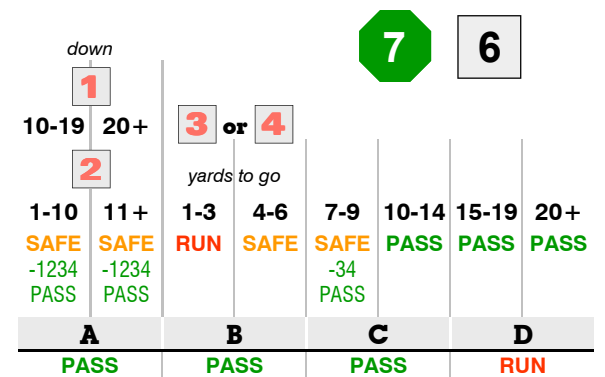 7 6
down
1
10-19 20+ 3 or 4
2 yards to go
1-10 11+ 1-3 4-6 7-9 10-14 15-19 20+
SAFE SAFE RUN SAFE SAFE PASS PASS PASS
-1234 -1234 -34
PASS PASS PASS
A B C D
PASS PASS PASS RUN